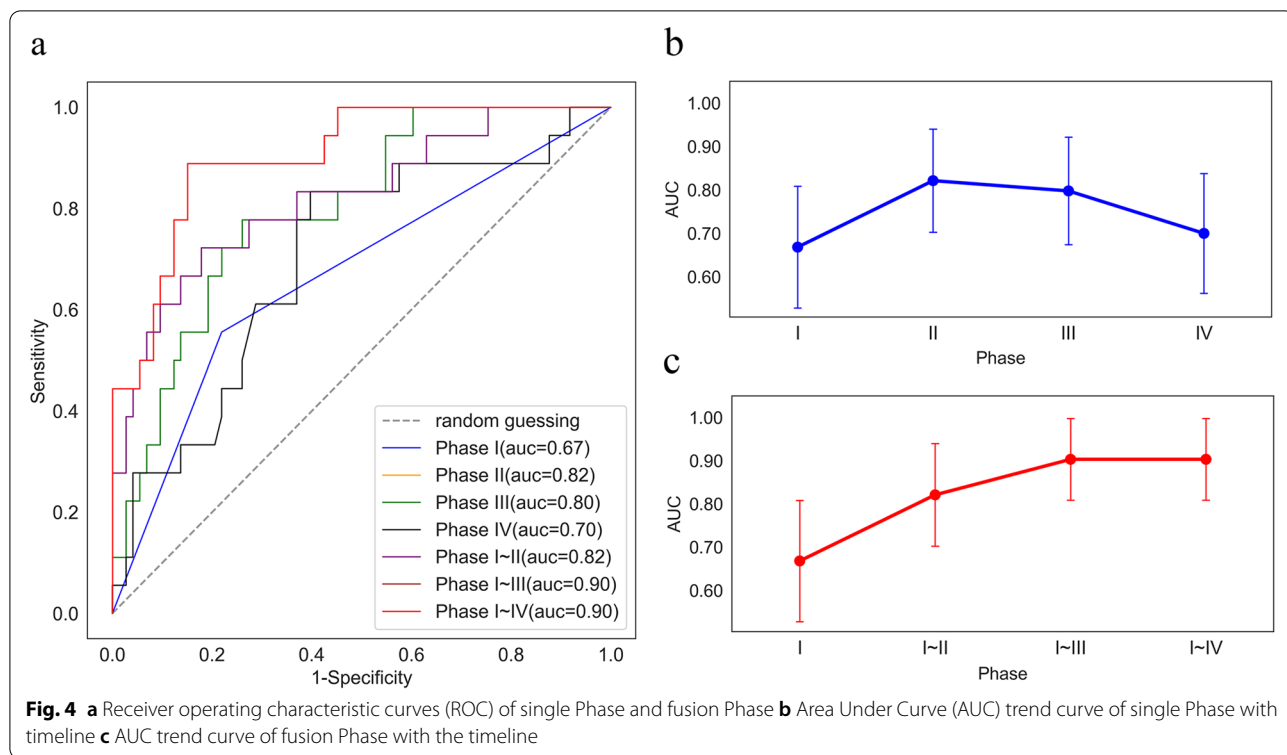 a
1.0
0.8
0.6
0.4
0.2
0.0
Sensitivity
0.0 0.2 0.4 0.6 0.8 1.0
1-Specificity
random guessing
Phase I(auc=0.67)
Phase II(auc=0.82)
Phase III(auc=0.80)
Phase IV(auc=0.70)
Phase I~II(auc=0.82)
Phase I~III(auc=0.90)
Phase I~IV(auc=0.90)
b
1.00
0.90
0.80
0.70
0.60
AUC
I II III IV
Phase
c
1.00
0.90
0.80
0.70
0.60
AUC
I I~II I~III I~IV
Phase
Fig. 4 a Receiver operating characteristic curves (ROC) of single Phase and fusion Phase b Area Under Curve (AUC) trend curve of single Phase with
timeline c AUC trend curve of fusion Phase with the timeline